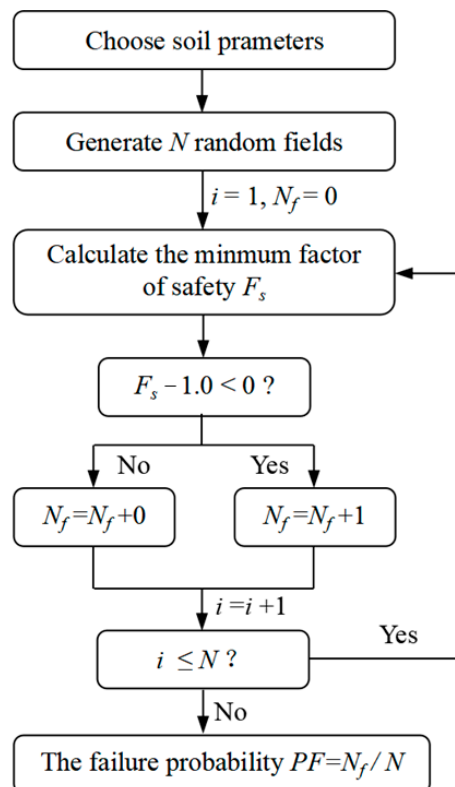 Choose soil prameters
Generate N random fields
i = 1, N_f = 0
Calculate the minmum factor
of safety F_s
F_s − 1.0 < 0 ?
No
Yes
N_f=N_f+0
N_f=N_f+1
i =i +1
i ≤ N ?
Yes
No
The failure probability PF=N_f / N